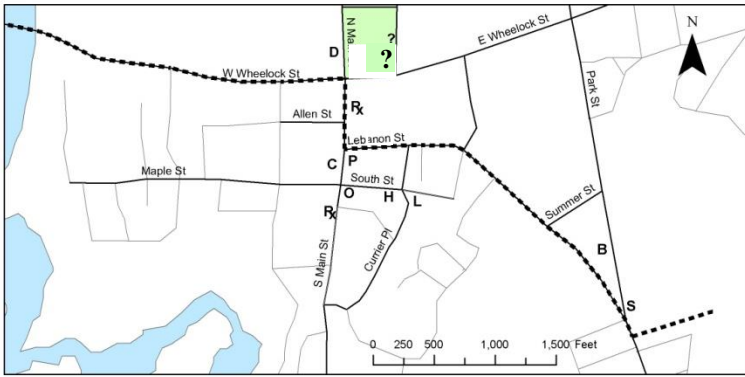 N Ma
?
?
E Wheelock St
N
D
W Wheelock St
Park St
Rx
Allen St
Lebanon St
C
P
Maple St
South St
O
H
L
Rx
Summer St
S Main St
Currier Pl
B
S
0 250 500 1,000 1,500 Feet